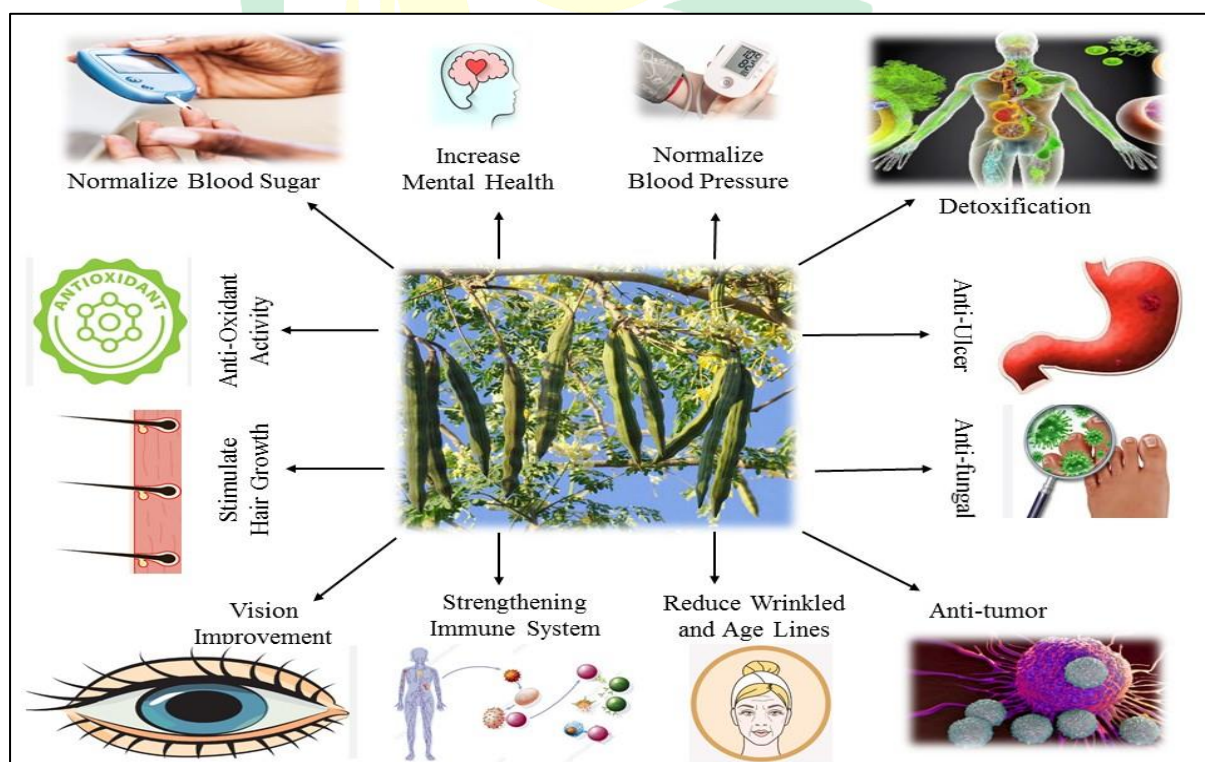 Normalize Blood Sugar
Increase
Mental Health
Normalize
Blood Pressure
Detoxification
ANTIOXIDANT
Anti-Oxidant
Activity
Anti-Ulcer
Stimulate
Hair Growth
Anti-fungal
Vision
Improvement
Strengthening
Immune System
Reduce Wrinkled
and Age Lines
Anti-tumor